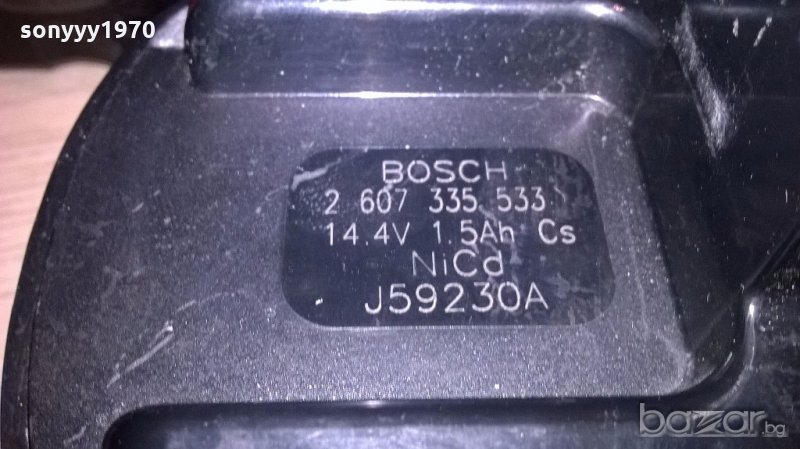 sonyyy1970
BOSCH
2 607 335 533
14.4V 1.5Ah Cs
NiCd
J59230A
bazar.bg